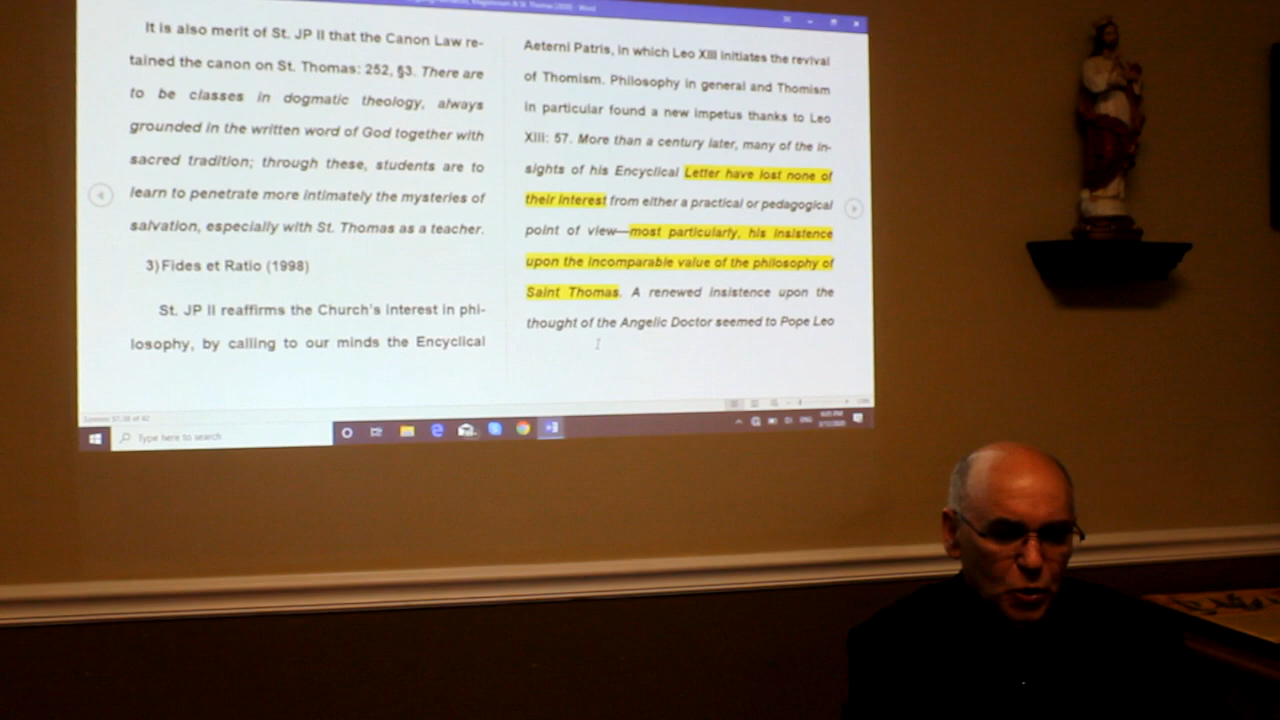 Magisterium & St. Thomas (2020) - Word
It is also merit of St. JP II that the Canon Law re-
tained the canon on St. Thomas: 252, §3. There are
to be classes in dogmatic theology, always
grounded in the written word of God together with
sacred tradition; through these, students are to
learn to penetrate more intimately the mysteries of
salvation, especially with St. Thomas as a teacher.
3) Fides et Ratio (1998)
St. JP II reaffirms the Church's interest in phi-
losophy, by calling to our minds the Encyclical
Aeterni Patris, in which Leo XIII initiates the revival
of Thomism. Philosophy in general and Thomism
in particular found a new impetus thanks to Leo
XIII: 57. More than a century later, many of the in-
sights of his Encyclical Letter have lost none of
their interest from either a practical or pedagogical
point of view—most particularly, his insistence
upon the incomparable value of the philosophy of
Saint Thomas. A renewed insistence upon the
thought of the Angelic Doctor seemed to Pope Leo
Type here to search
ENG